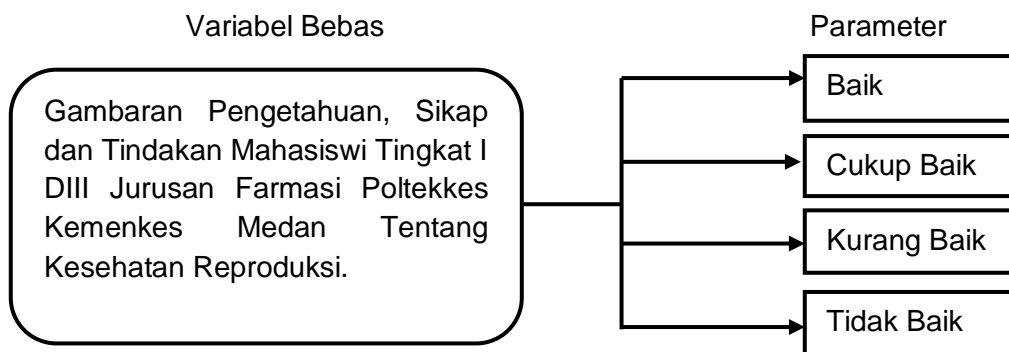 Variabel Bebas
Parameter
Gambaran Pengetahuan, Sikap
dan Tindakan Mahasiswi Tingkat I
DIII Jurusan Farmasi Poltekkes
Kemenkes Medan Tentang
Kesehatan Reproduksi.
Baik
Cukup Baik
Kurang Baik
Tidak Baik